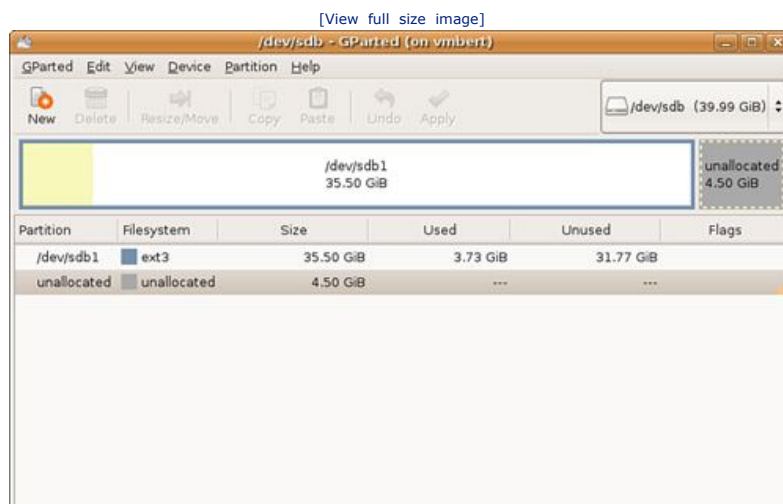 [View full size image]
/dev/sdb - GParted (on vmbert)
GParted Edit View Device Partition Help
New Delete Resize/Move Copy Paste Undo Apply /dev/sdb (39.99 GiB)
/dev/sdb1
35.50 GiB
unallocated
4.50 GiB
Partition Filesystem Size Used Unused Flags
/dev/sdb1 ext3 35.50 GiB 3.73 GiB 31.77 GiB
unallocated unallocated 4.50 GiB --- ---